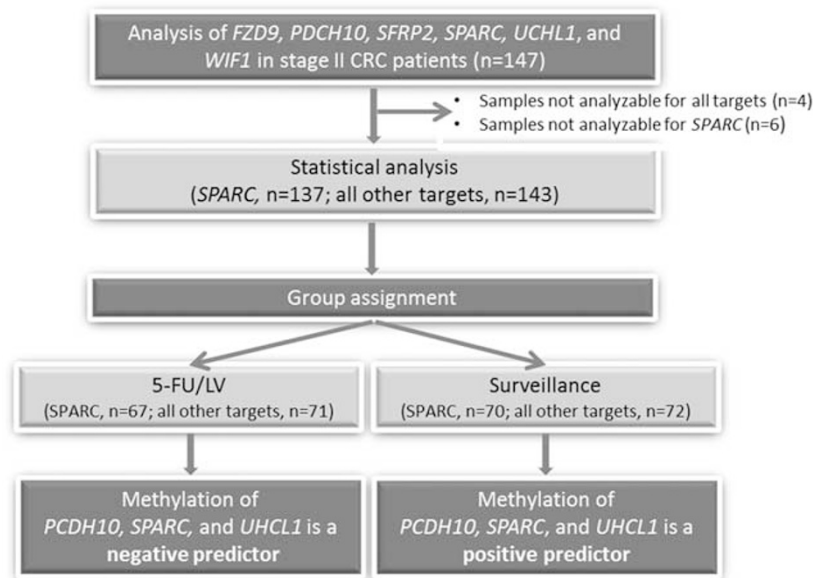 Analysis of FZD9, PDCH10, SFRP2, SPARC, UCHL1, and
WIF1 in stage II CRC patients (n=147)
• Samples not analyzable for all targets (n=4)
• Samples not analyzable for SPARC (n=6)
Statistical analysis
(SPARC, n=137; all other targets, n=143)
Group assignment
5-FU/LV
(SPARC, n=67; all other targets, n=71)
Surveillance
(SPARC, n=70; all other targets, n=72)
Methylation of
PCDH10, SPARC, and UHCL1 is a
negative predictor
Methylation of
PCDH10, SPARC, and UHCL1 is a
positive predictor